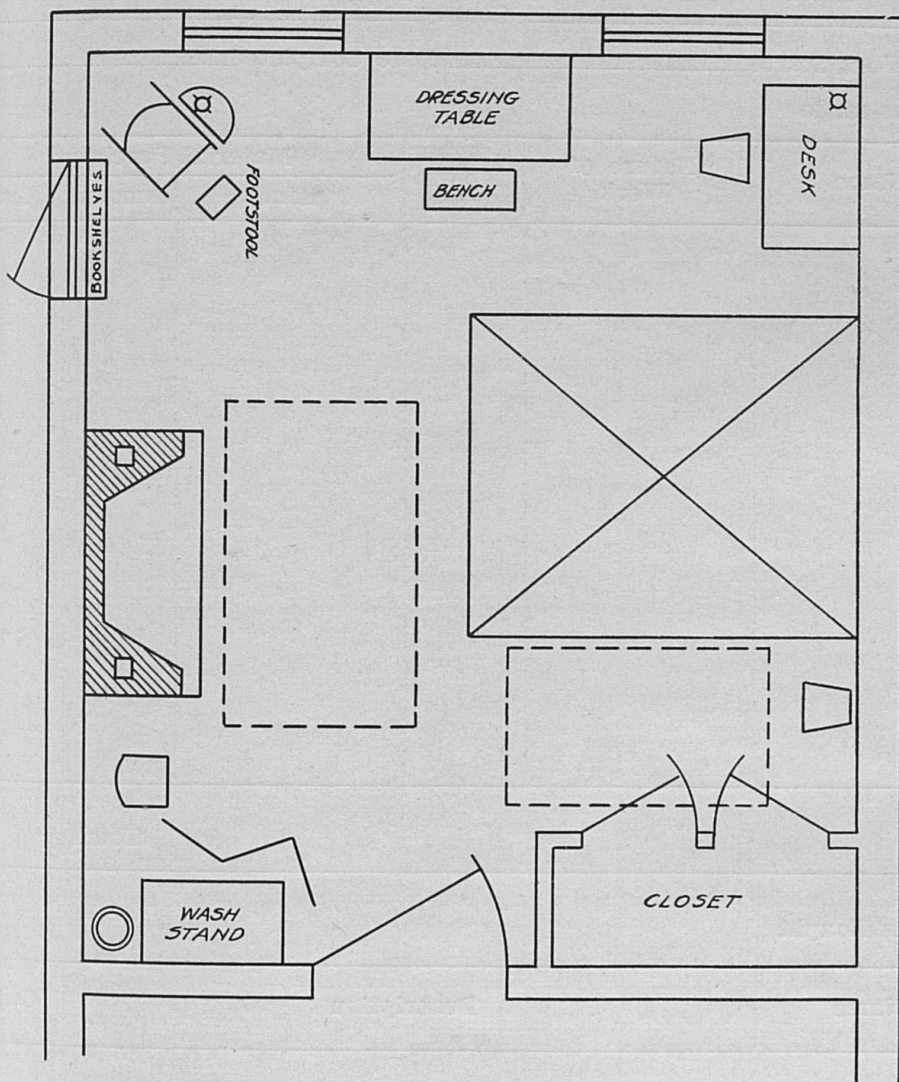 DRESSING
TABLE
DESK
BENCH
FOOTSTOOL
BOOKSHELVES
CLOSET
WASH
STAND